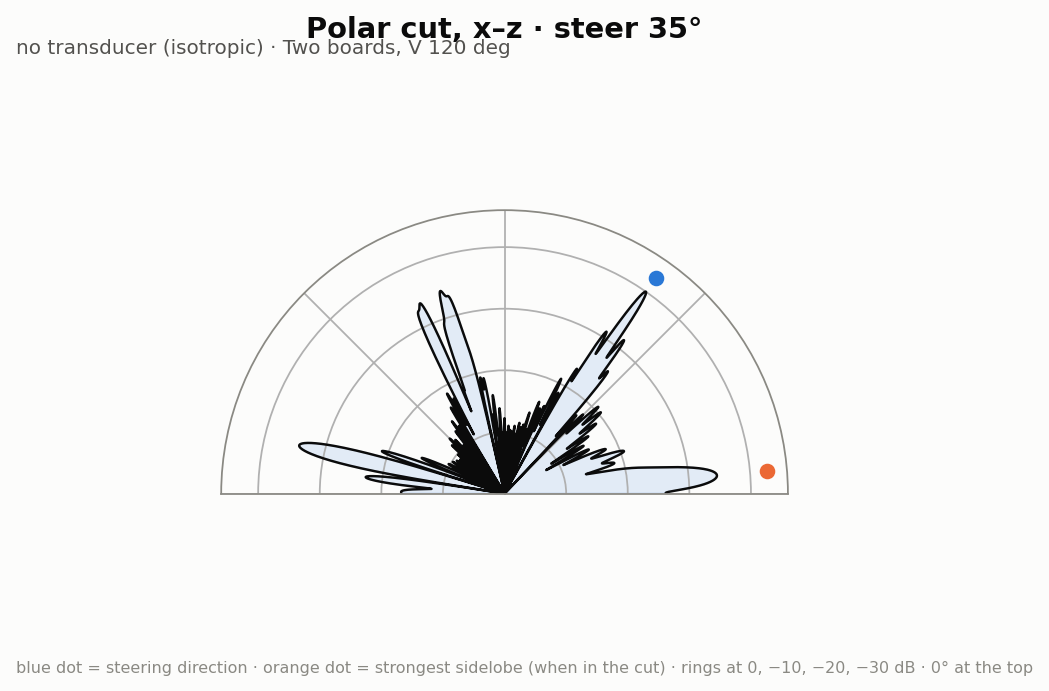 Polar cut, x–z · steer 35°
no transducer (isotropic) · Two boards, V 120 deg
blue dot = steering direction · orange dot = strongest sidelobe (when in the cut) · rings at 0, −10, −20, −30 dB · 0° at the top